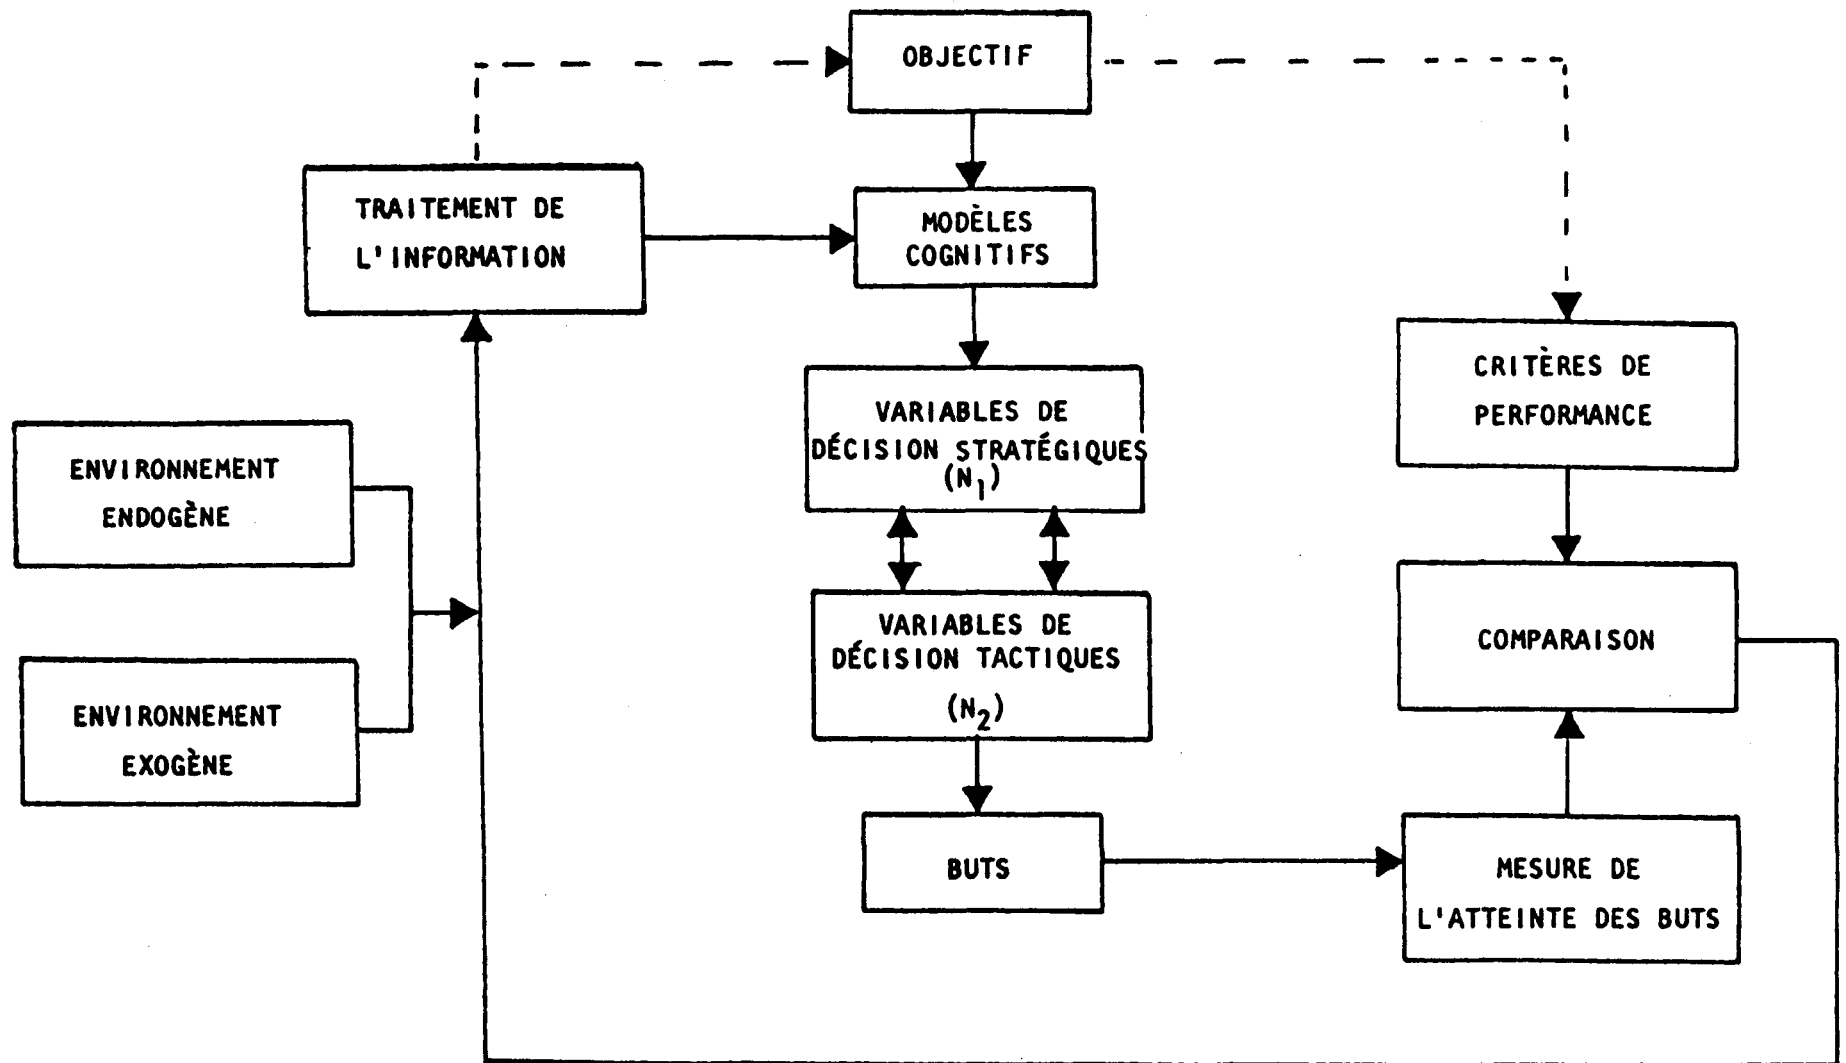 OBJECTIF
TRAITEMENT DE
L'INFORMATION
MODÈLES
COGNITIFS
CRITÈRES DE
PERFORMANCE
VARIABLES DE
DÉCISION STRATÉGIQUES
(N₁)
ENVIRONNEMENT
ENDOGÈNE
VARIABLES DE
DÉCISION TACTIQUES
(N₂)
COMPARAISON
ENVIRONNEMENT
EXOGÈNE
BUTS
MESURE DE
L'ATTEINTE DES BUTS